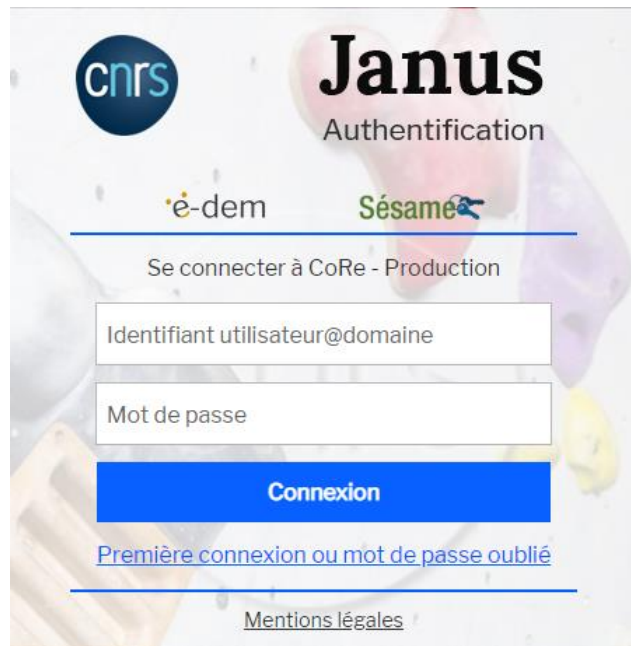 cnrs
Janus
Authentification
é-dem
Sésame
Se connecter à CoRe - Production
Identifiant utilisateur@domaine
Mot de passe
Connexion
Première connexion ou mot de passe oublié
Mentions légales